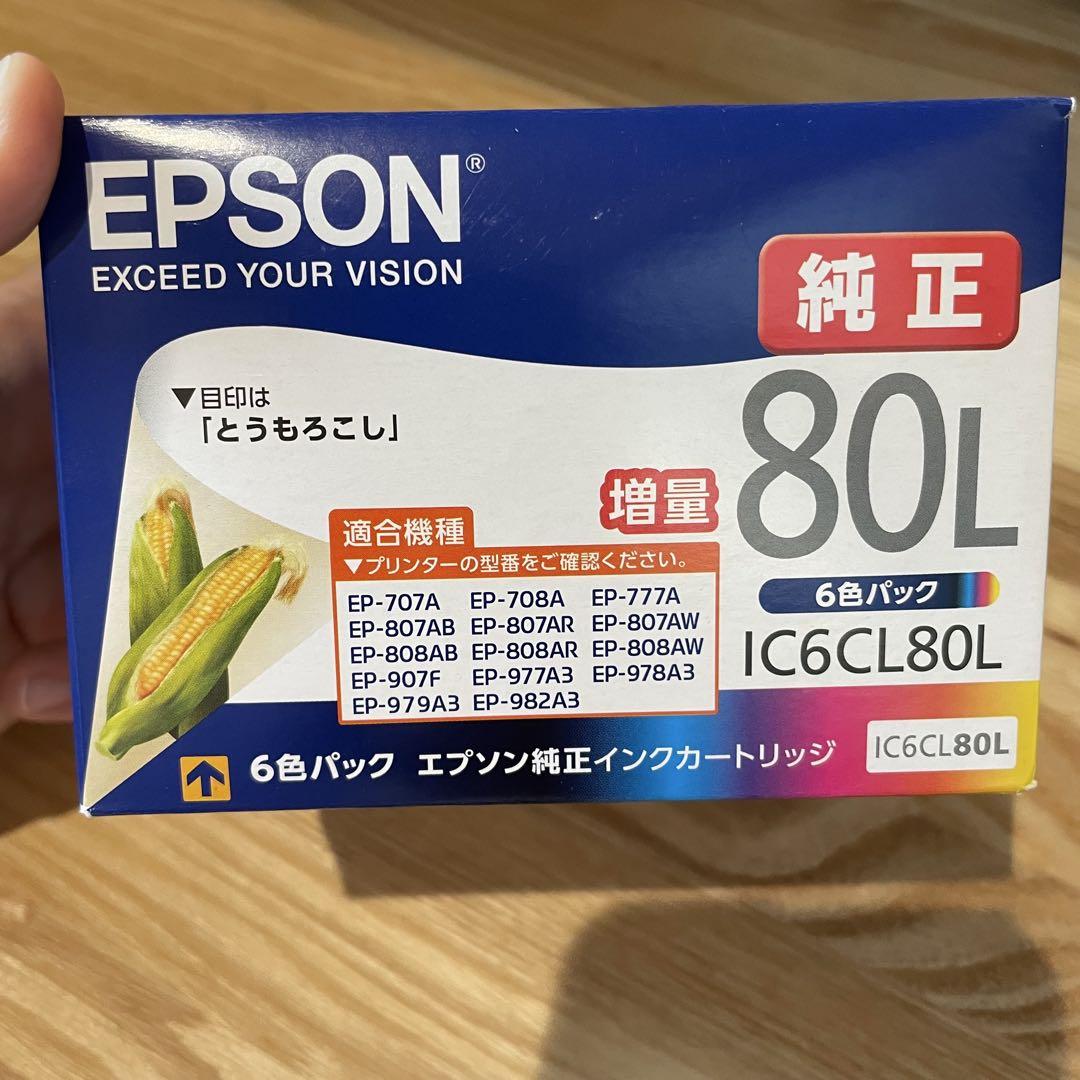 EPSON®
EXCEED YOUR VISION
純正
▼目印は
「とうもろこし」
80L
増量
6色パック
IC6CL80L
適合機種
▼プリンターの型番をご確認ください。
EP-707A EP-708A EP-777A
EP-807AB EP-807AR EP-807AW
EP-808AB EP-808AR EP-808AW
EP-907F EP-977A3 EP-978A3
EP-979A3 EP-982A3
6色パック エプソン純正インクカートリッジ
IC6CL80L